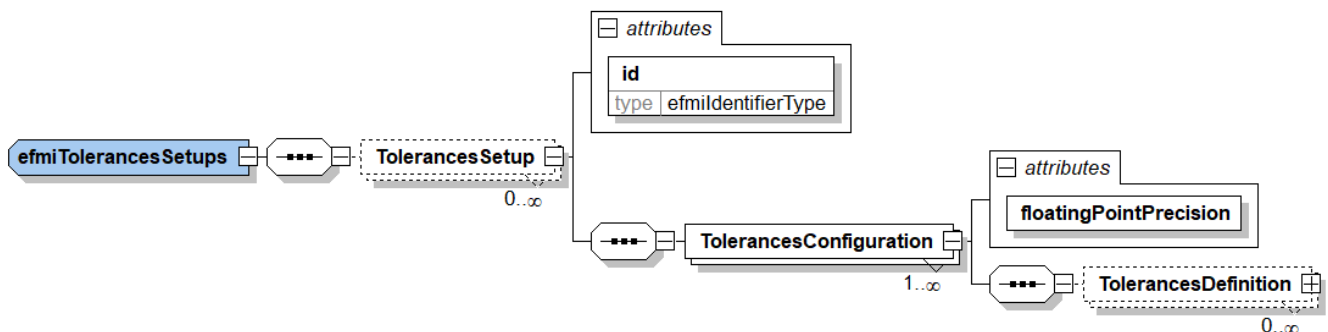 attributes
id
type efmiIdentifierType
efmiTolerancesSetups
TolerancesSetup
0..∞
attributes
floatingPointPrecision
TolerancesConfiguration
1..∞
TolerancesDefinition
0..∞